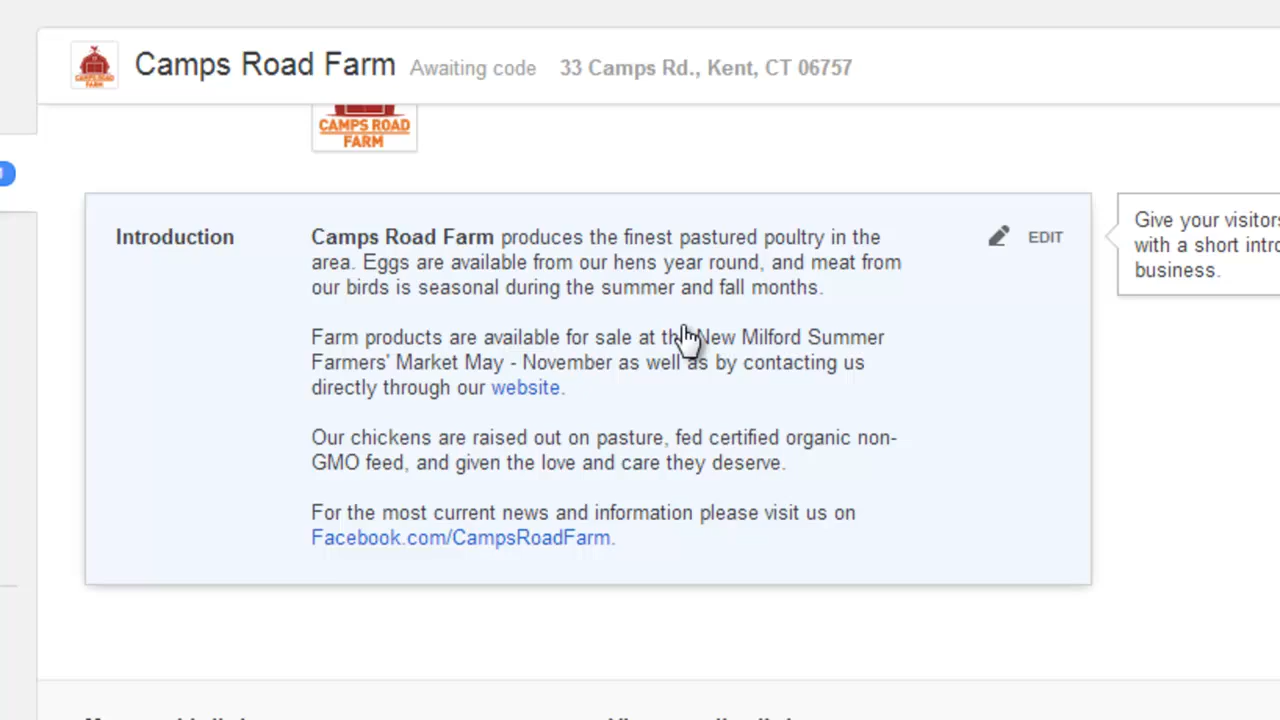 Camps Road Farm Awaiting code 33 Camps Rd., Kent, CT 06757
CAMPS ROAD
FARM
CAMPS ROAD
FARM
Introduction
Camps Road Farm produces the finest pastured poultry in the
area. Eggs are available from our hens year round, and meat from
our birds is seasonal during the summer and fall months.
Farm products are available for sale at the New Milford Summer
Farmers' Market May - November as well as by contacting us
directly through our website.
Our chickens are raised out on pasture, fed certified organic non-
GMO feed, and given the love and care they deserve.
For the most current news and information please visit us on
Facebook.com/CampsRoadFarm.
EDIT
Give your visitors
with a short intro
business.